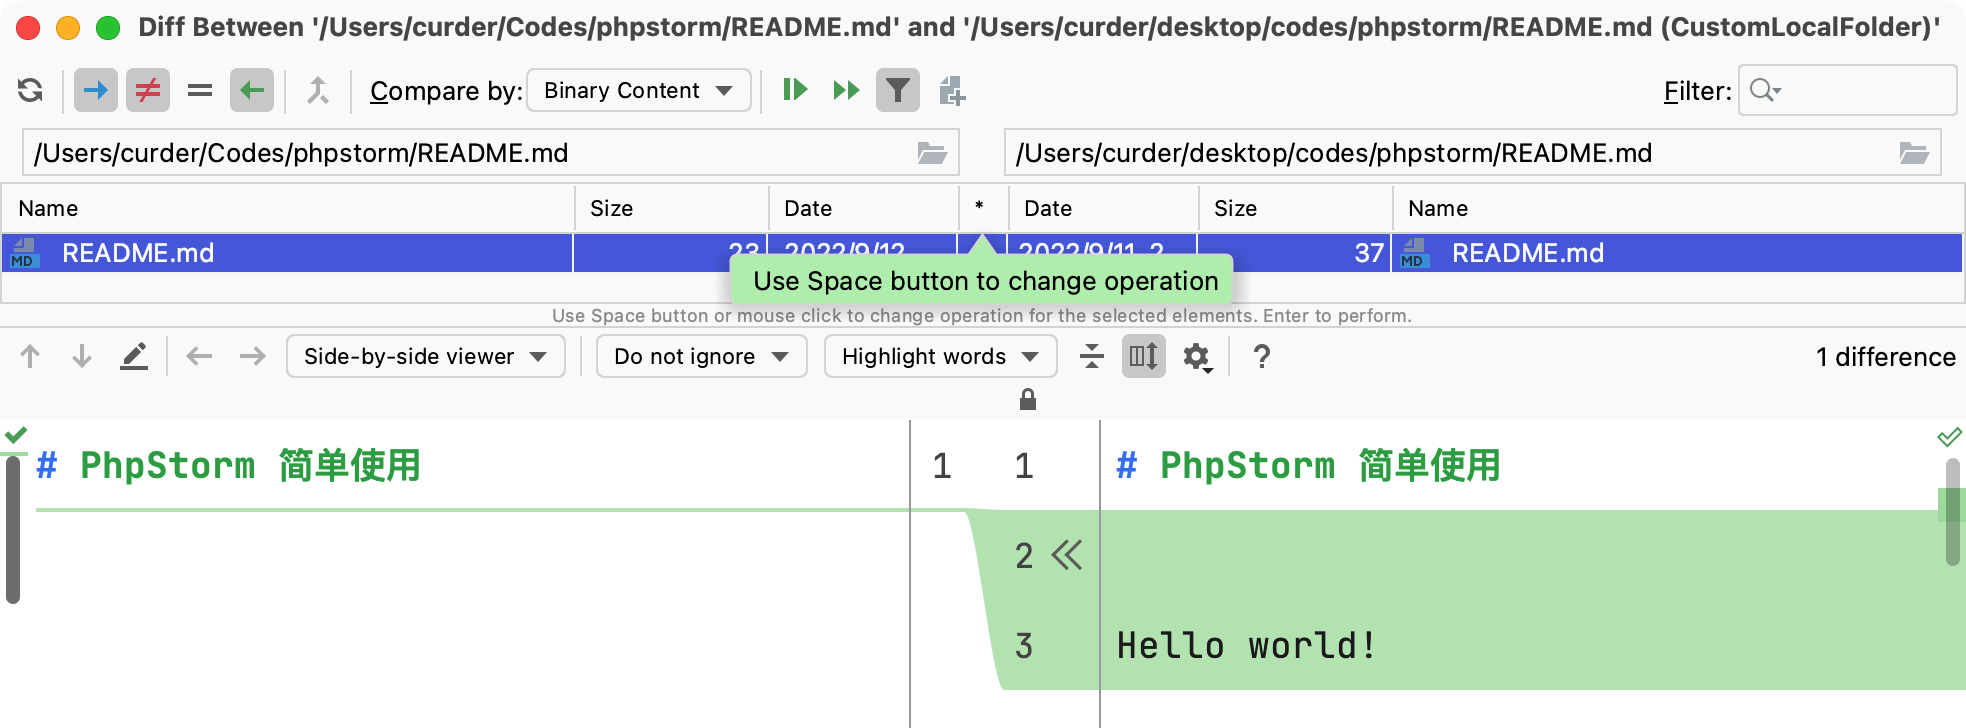 Diff Between '/Users/curder/Codes/phpstorm/README.md' and '/Users/curder/desktop/codes/phpstorm/README.md (CustomLocalFolder)'
Compare by: Binary Content Filter:
/Users/curder/Codes/phpstorm/README.md /Users/curder/desktop/codes/phpstorm/README.md
Name Size Date * Date Size Name
MD README.md 23 2022/9/12 2022/9/11 2 37 MD README.md
Use Space button to change operation
Use Space button or mouse click to change operation for the selected elements. Enter to perform.
Side-by-side viewer Do not ignore Highlight words ? 1 difference
# PhpStorm 简单使用 1 1 # PhpStorm 简单使用
2
3 Hello world!